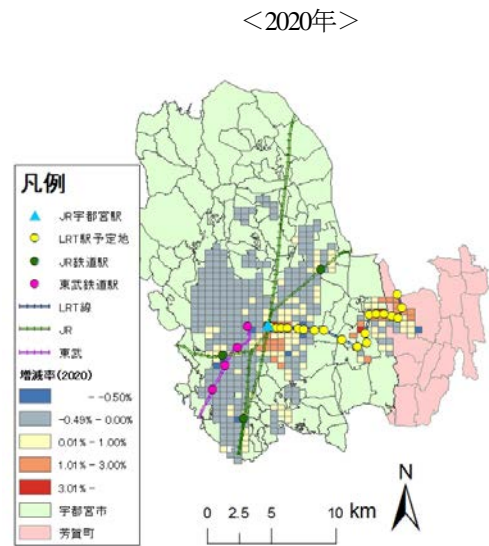 ＜2020年＞
凡例
JR宇都宮駅
LRT駅予定地
JR鉄道駅
東武鉄道駅
LRT線
JR
東武
増減率(2020)
- -0.50%
-0.49% - 0.00%
0.01% - 1.00%
1.01% - 3.00%
3.01% -
宇都宮市
芳賀町
N
0 2.5 5 10 km